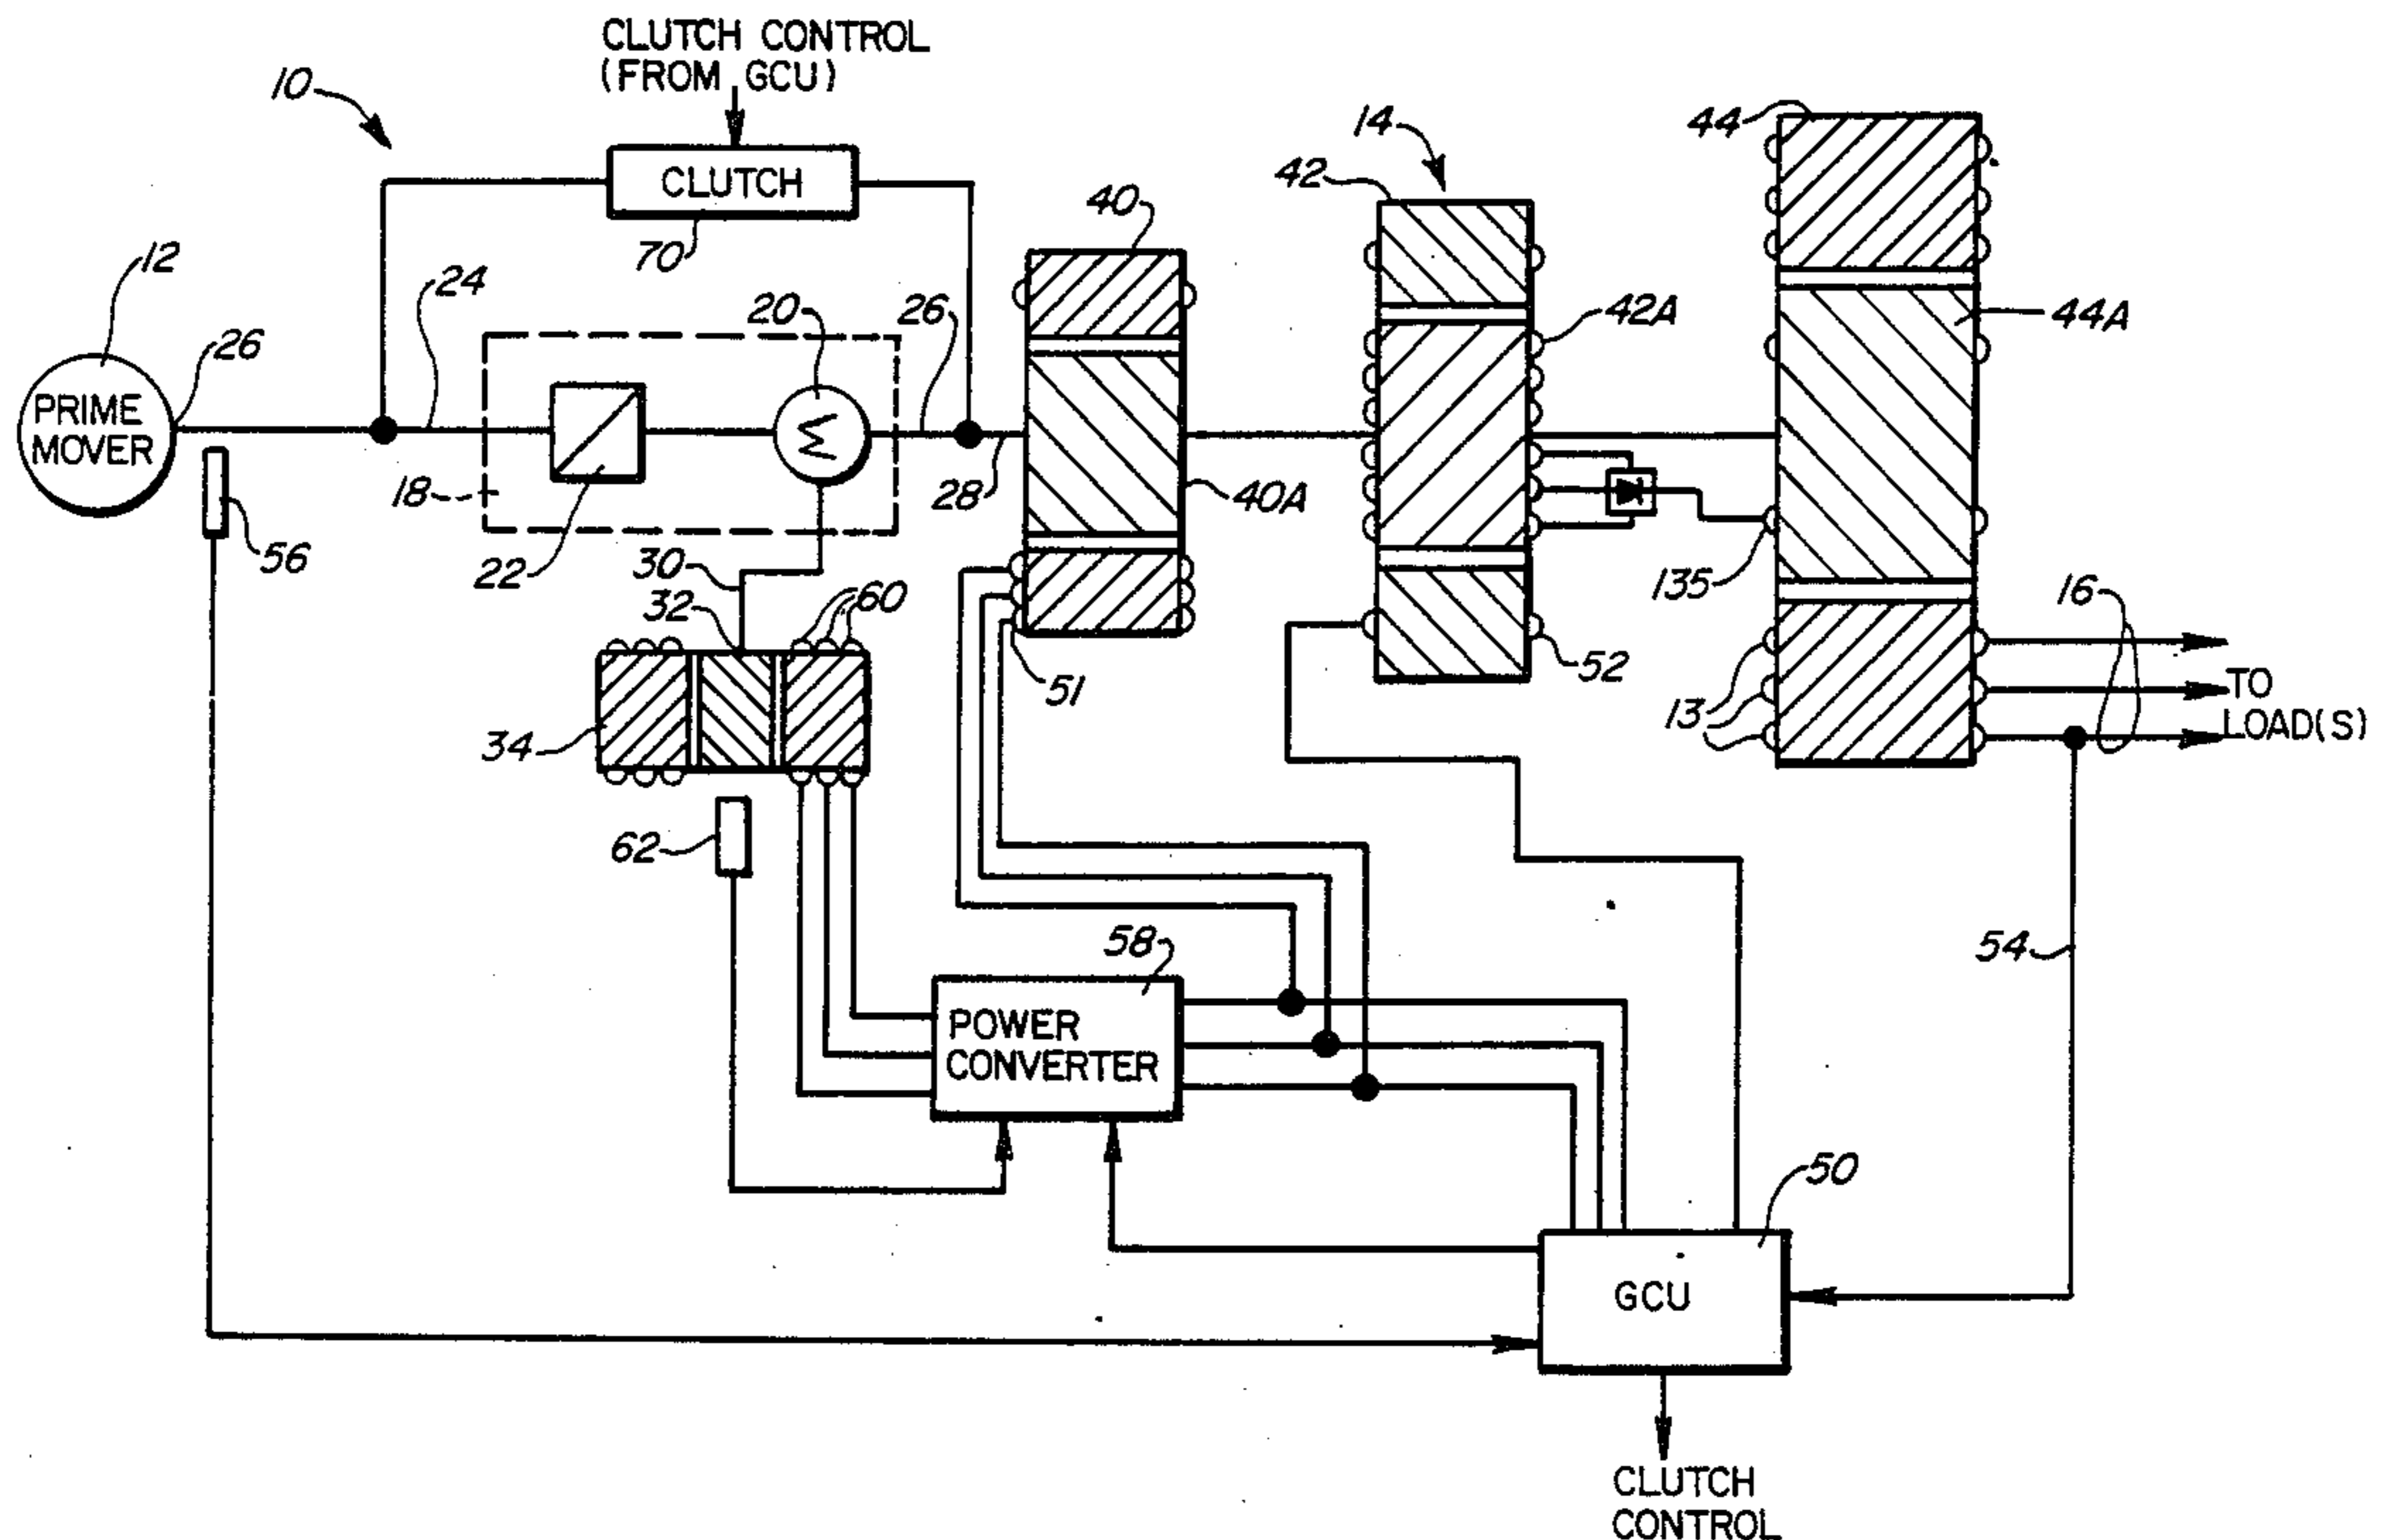 CLUTCH CONTROL
(FROM GCU)
10
CLUTCH
70
14
44
42
40
12
24
20
26
26
42A
44A
PRIME
MOVER
Σ
18
28
40A
56
22
30
135
16
32
60
51
52
13
TO
LOAD(S)
34
62
58
54
POWER
CONVERTER
50
GCU
CLUTCH
CONTROL